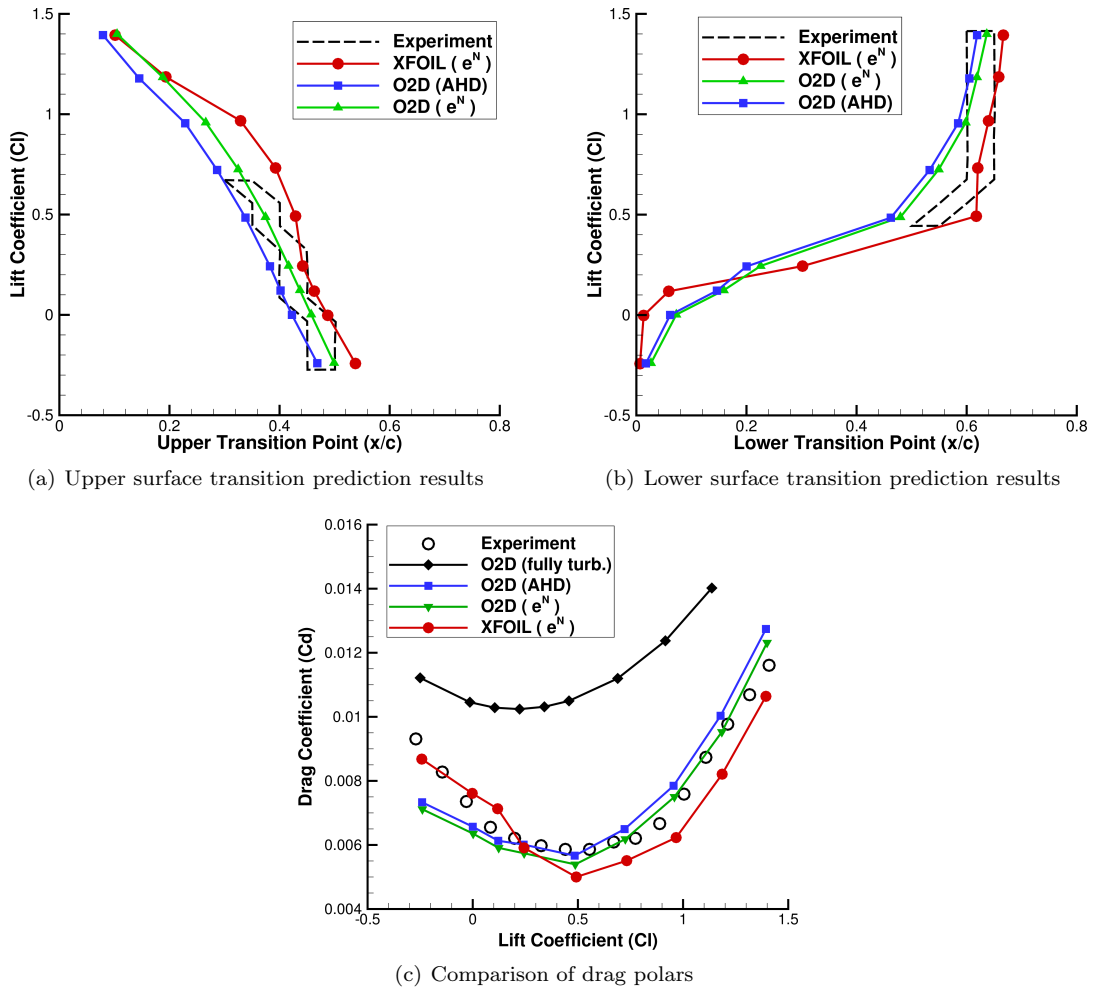 1.5
1
0.5
0
-0.5
Lift Coefficient (Cl)
Experiment
XFOIL ( e^N )
O2D (AHD)
O2D ( e^N )
0 0.2 0.4 0.6 0.8
Upper Transition Point (x/c)
(a) Upper surface transition prediction results
1.5
1
0.5
0
-0.5
Lift Coefficient (Cl)
Experiment
XFOIL ( e^N )
O2D ( e^N )
O2D (AHD)
0 0.2 0.4 0.6 0.8
Lower Transition Point (x/c)
(b) Lower surface transition prediction results
0.016
0.014
0.012
0.01
0.008
0.006
0.004
Drag Coefficient (Cd)
Experiment
O2D (fully turb.)
O2D (AHD)
O2D ( e^N )
XFOIL ( e^N )
-0.5 0 0.5 1 1.5
Lift Coefficient (Cl)
(c) Comparison of drag polars